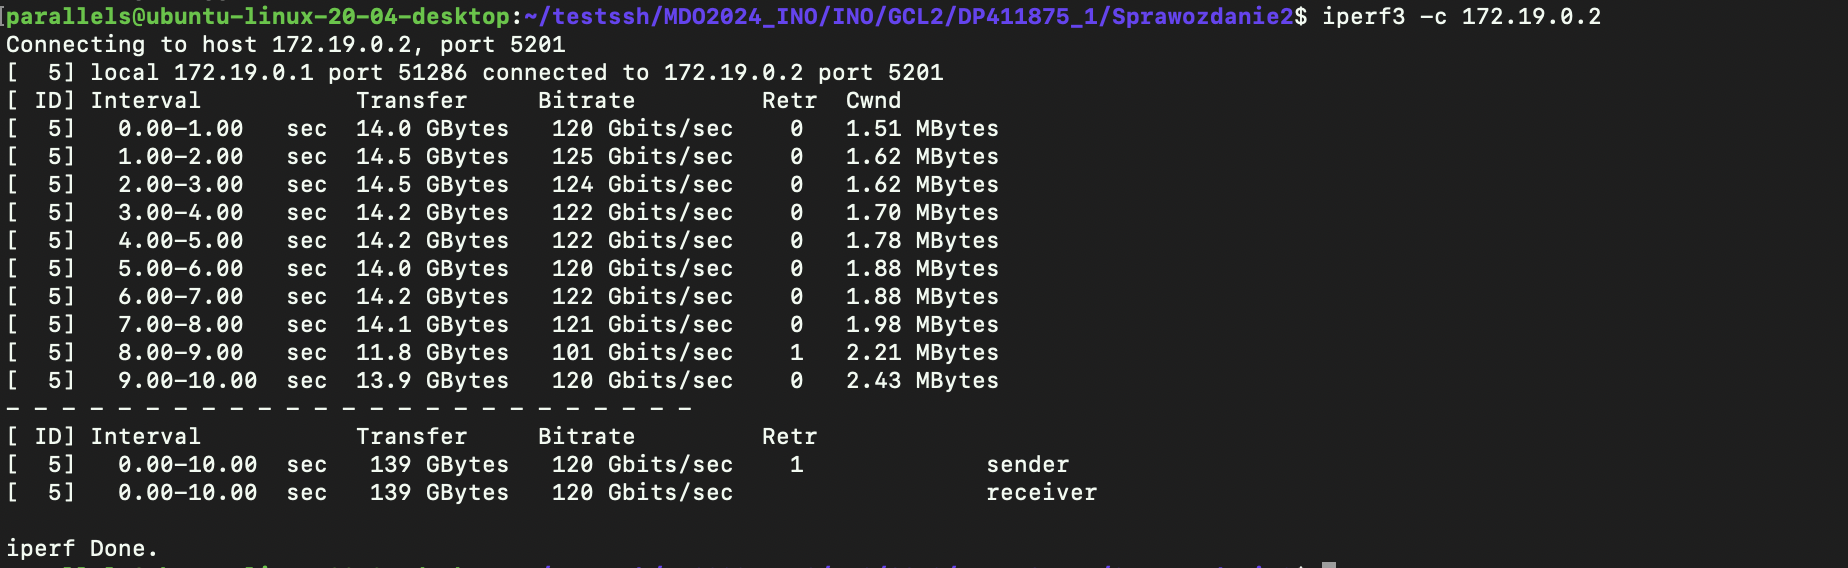 parallels@ubuntu-linux-20-04-desktop:~/testssh/MDO2024_INO/INO/GCL2/DP411875_1/Sprawozdanie2$ iperf3 -c 172.19.0.2
Connecting to host 172.19.0.2, port 5201
[  5] local 172.19.0.1 port 51286 connected to 172.19.0.2 port 5201
[ ID] Interval           Transfer     Bitrate         Retr  Cwnd
[  5]   0.00-1.00   sec  14.0 GBytes   120 Gbits/sec    0   1.51 MBytes
[  5]   1.00-2.00   sec  14.5 GBytes   125 Gbits/sec    0   1.62 MBytes
[  5]   2.00-3.00   sec  14.5 GBytes   124 Gbits/sec    0   1.62 MBytes
[  5]   3.00-4.00   sec  14.2 GBytes   122 Gbits/sec    0   1.70 MBytes
[  5]   4.00-5.00   sec  14.2 GBytes   122 Gbits/sec    0   1.78 MBytes
[  5]   5.00-6.00   sec  14.0 GBytes   120 Gbits/sec    0   1.88 MBytes
[  5]   6.00-7.00   sec  14.2 GBytes   122 Gbits/sec    0   1.88 MBytes
[  5]   7.00-8.00   sec  14.1 GBytes   121 Gbits/sec    0   1.98 MBytes
[  5]   8.00-9.00   sec  11.8 GBytes   101 Gbits/sec    1   2.21 MBytes
[  5]   9.00-10.00  sec  13.9 GBytes   120 Gbits/sec    0   2.43 MBytes
- - - - - - - - - - - - - - - - - - - - - - - - -
[ ID] Interval           Transfer     Bitrate         Retr
[  5]   0.00-10.00  sec   139 GBytes   120 Gbits/sec    1             sender
[  5]   0.00-10.00  sec   139 GBytes   120 Gbits/sec                  receiver
iperf Done.